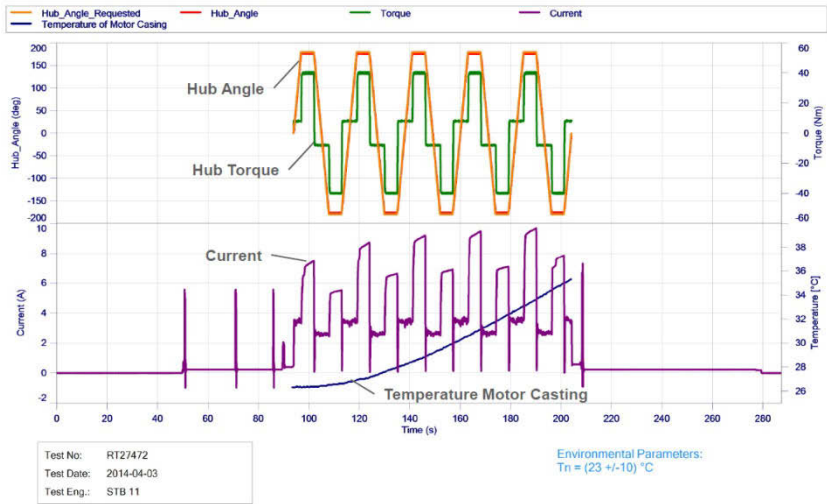 Hub_Angle_Requested Hub_Angle Torque Current
Temperature of Motor Casing
200
150
100
50
0
-50
-100
-150
-200
Hub_Angle (deg)
60
40
20
0
-20
-40
-60
Torque (Nm)
Hub Angle
Hub Torque
10
8
6
4
2
0
-2
Current (A)
38
36
34
32
30
28
26
Temperature [°C]
Current
Temperature Motor Casting
0 20 40 60 80 100 120 140 160 180 200 220 240 260 280
Time (s)
Test No: RT27472
Test Date: 2014-04-03
Test Eng.: STB 11
Environmental Parameters:
Tn = (23 +/-10) °C